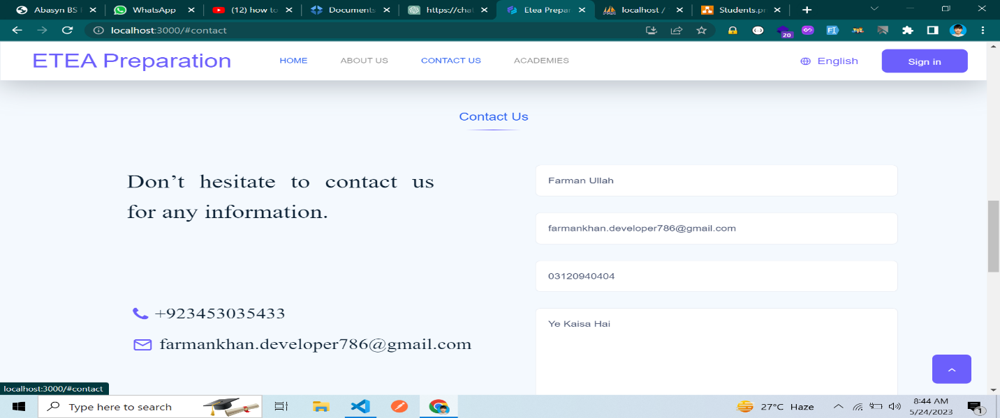 Abasyn BS
WhatsApp
(12) how to
Documents
https://chat
Etea Prepar
localhost /
Students.pr
localhost:3000/#contact
20
ETEA Preparation
HOME
ABOUT US
CONTACT US
ACADEMIES
English
Sign in
Contact Us
Don’t hesitate to contact us
for any information.
+923453035433
farmankhan.developer786@gmail.com
Farman Ullah
farmankhan.developer786@gmail.com
03120940404
Ye Kaisa Hai
localhost:3000/#contact
Type here to search
27°C Haze
8:44 AM
5/24/2023
1